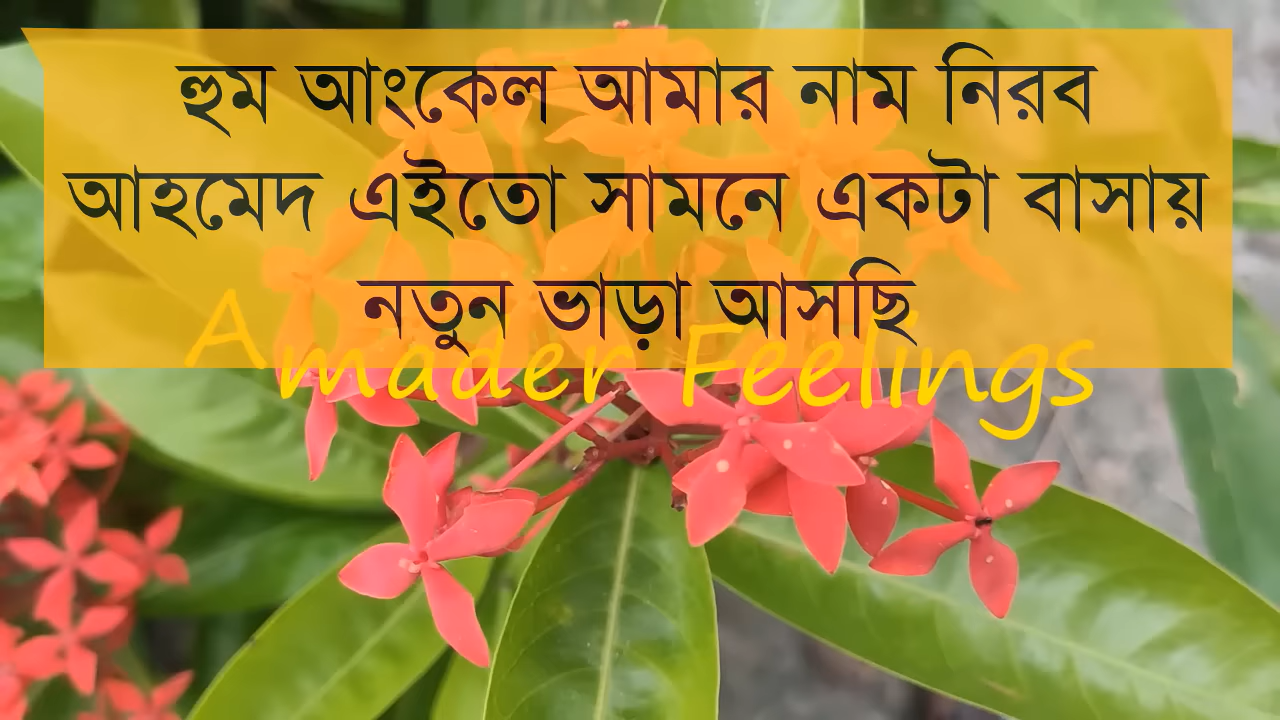 হুম আংকেল আমার নাম নিরব
আহমেদ এইতো সামনে একটা বাসায়
নতুন ভাড়া আসছি
Amader Feelings